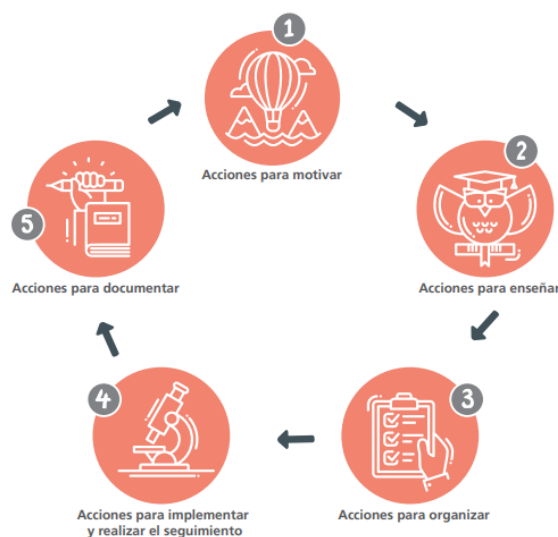 1
Acciones para motivar
2
Acciones para enseñar
3
Acciones para organizar
4
Acciones para implementar
y realizar el seguimiento
5
Acciones para documentar